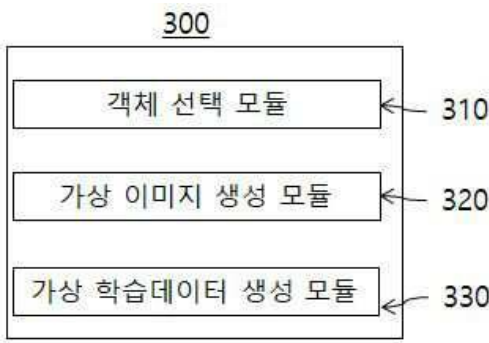 300
객체 선택 모듈
310
가상 이미지 생성 모듈
320
가상 학습데이터 생성 모듈
330